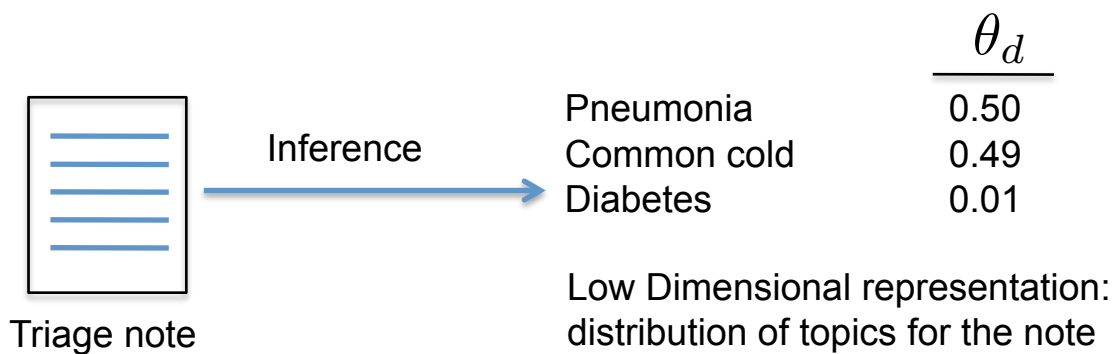 θd
Pneumonia 0.50
Inference
Common cold 0.49
Diabetes 0.01
Low Dimensional representation:
distribution of topics for the note
Triage note